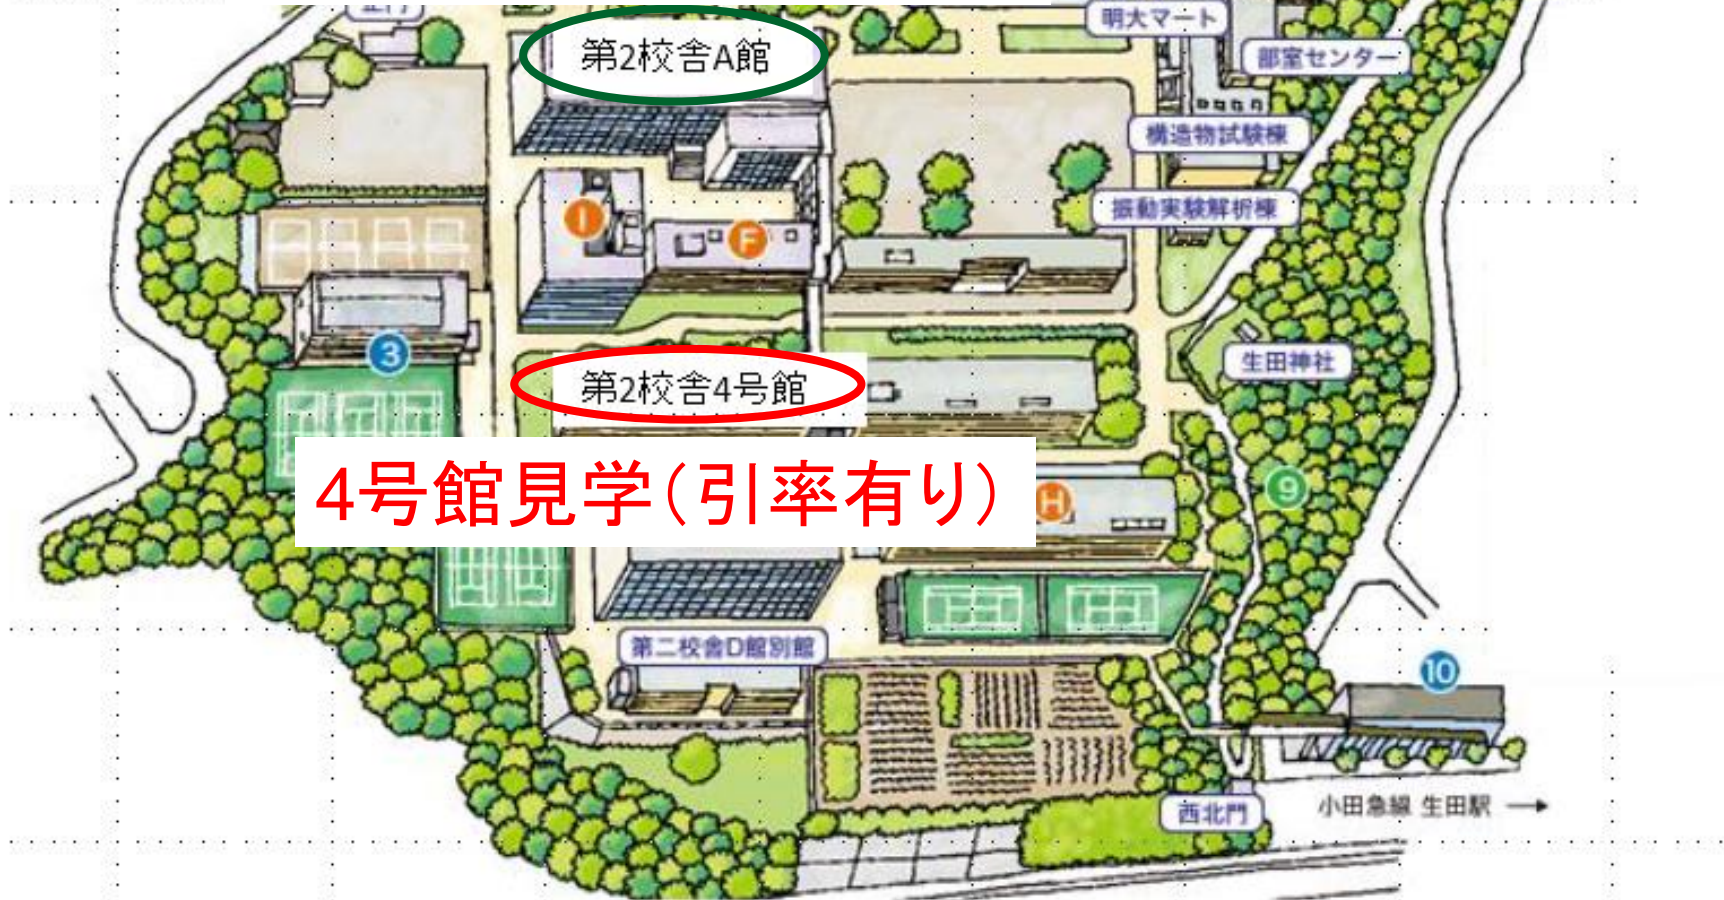 明大マート
第2校舎A館
部室センター
構造物試験棟
振動実験解析棟
I
F
3
生田神社
第2校舎4号館
4号館見学(引率有り)
H
9
第二校舎D館別館
10
西北門
小田急線 生田駅 →